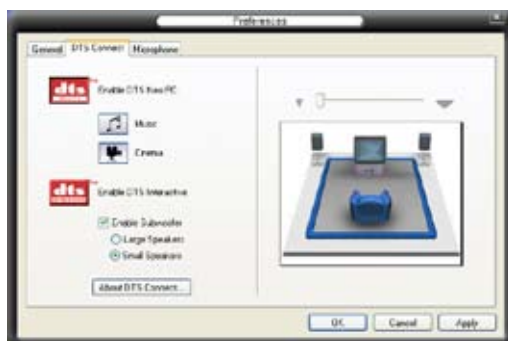 Preferences
General DTS Connect Microphone
dts Enable DTS Neo:PC
Music
Cinema
dts Enable DTS Interactive
Enable Subwoofer
Large Speakers
Small Speakers
About DTS Connect...
OK Cancel Apply